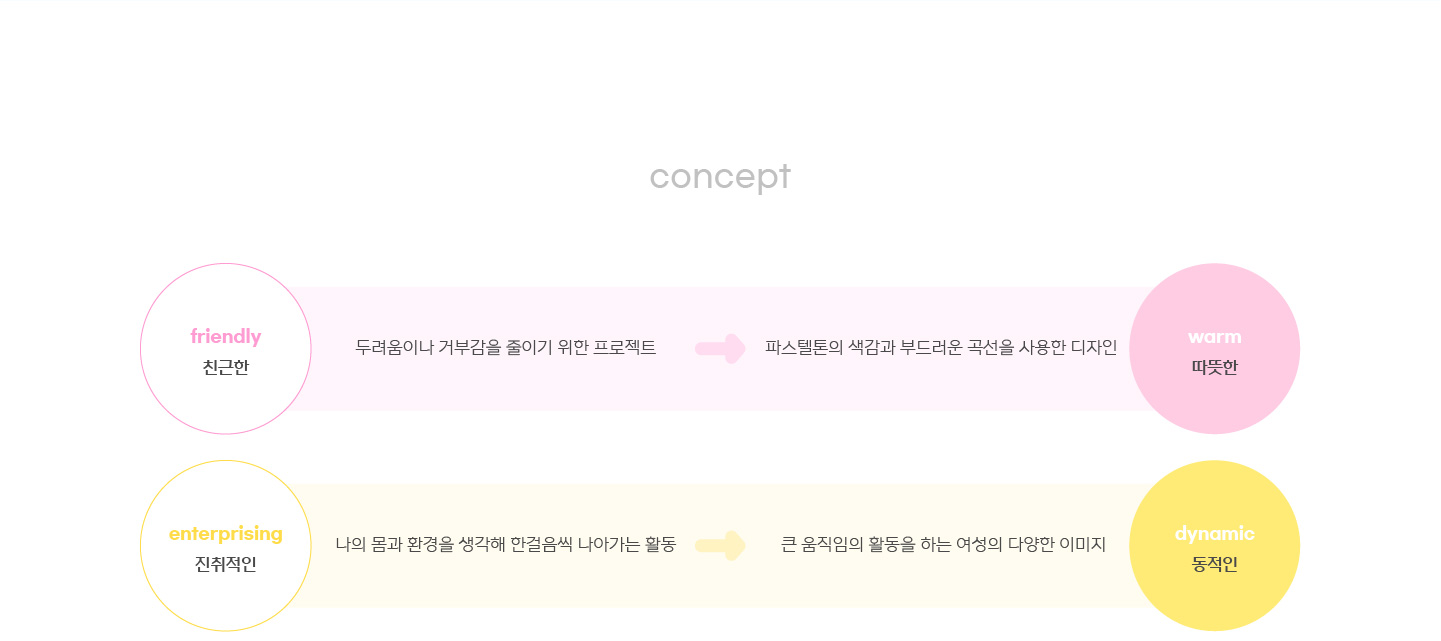 concept
friendly
친근한
두려움이나 거부감을 줄이기 위한 프로젝트
파스텔톤의 색감과 부드러운 곡선을 사용한 디자인
warm
따뜻한
enterprising
진취적인
나의 몸과 환경을 생각해 한걸음씩 나아가는 활동
큰 움직임의 활동을 하는 여성의 다양한 이미지
dynamic
동적인